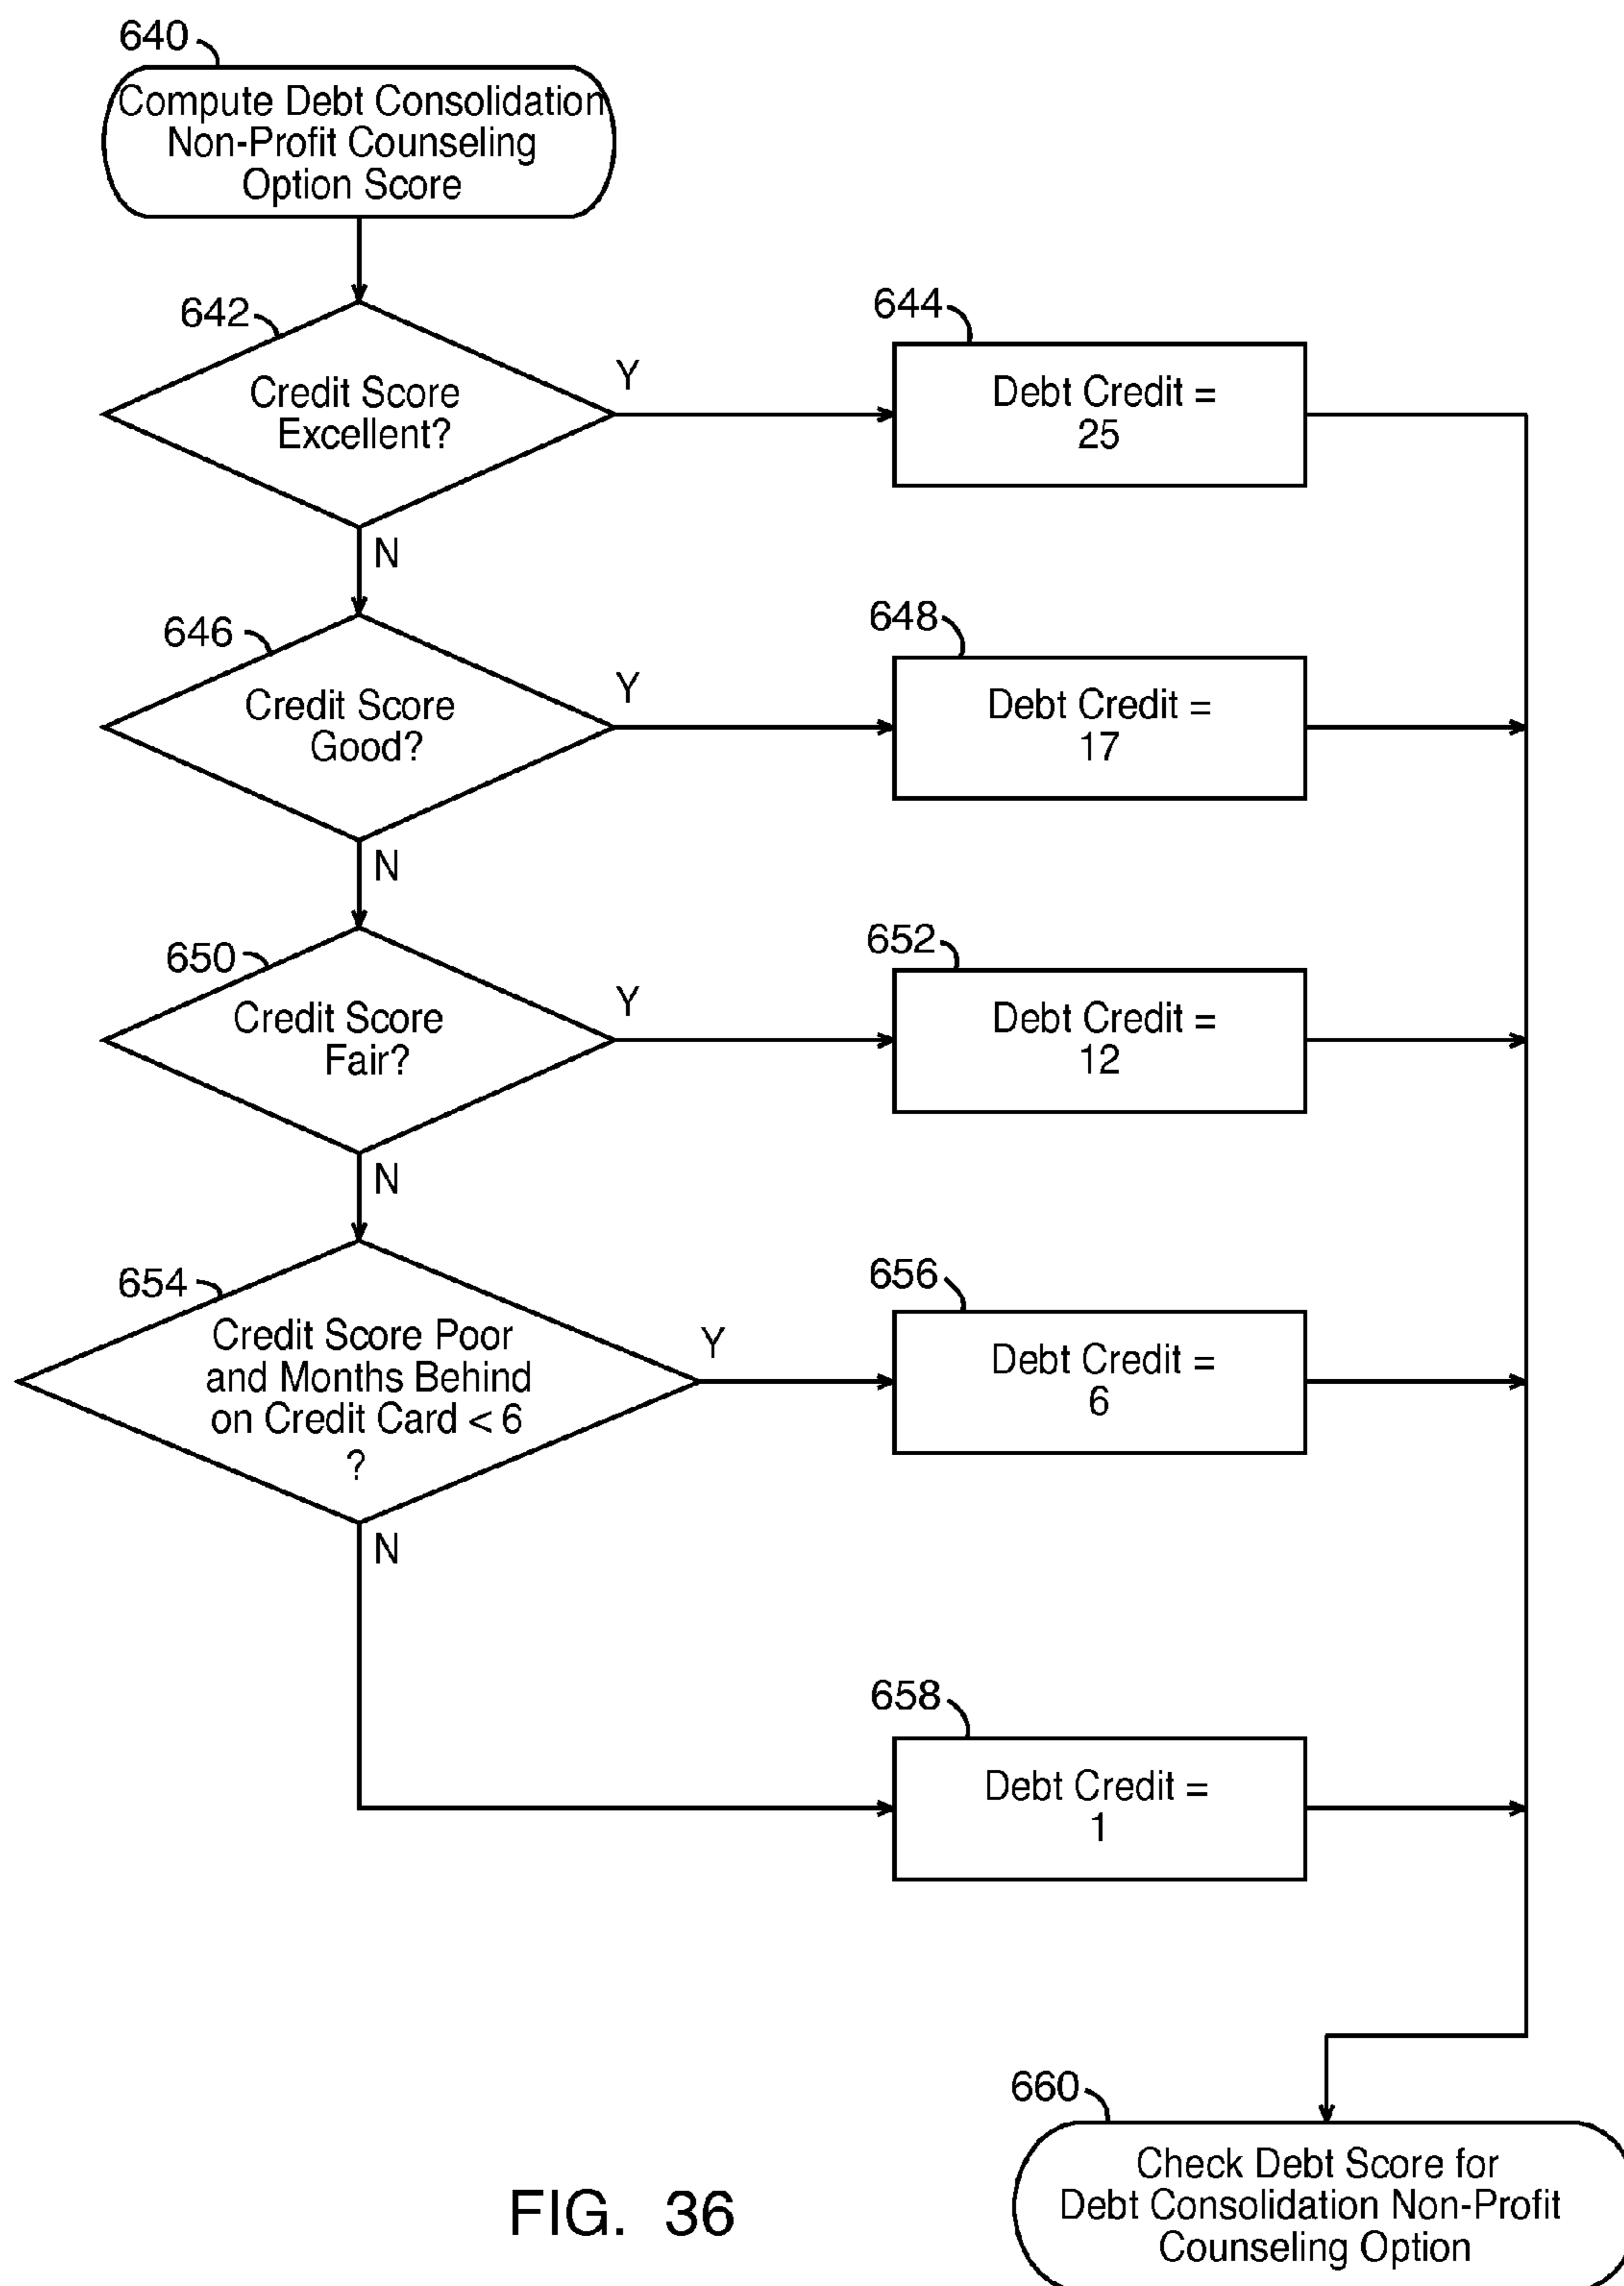 640
Compute Debt Consolidation
Non-Profit Counseling
Option Score
642
Credit Score
Excellent?
Y
N
644
Debt Credit =
25
646
Credit Score
Good?
Y
N
648
Debt Credit =
17
650
Credit Score
Fair?
Y
N
652
Debt Credit =
12
654
Credit Score Poor
and Months Behind
on Credit Card < 6
?
Y
N
656
Debt Credit =
6
658
Debt Credit =
1
660
Check Debt Score for
Debt Consolidation Non-Profit
Counseling Option
FIG. 36